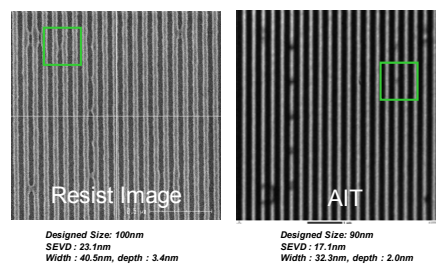 Resist Image
AIT
Designed Size: 100nm
SEVD : 23.1nm
Width : 40.5nm, depth : 3.4nm
Designed Size: 90nm
SEVD : 17.1nm
Width : 32.3nm, depth : 2.0nm